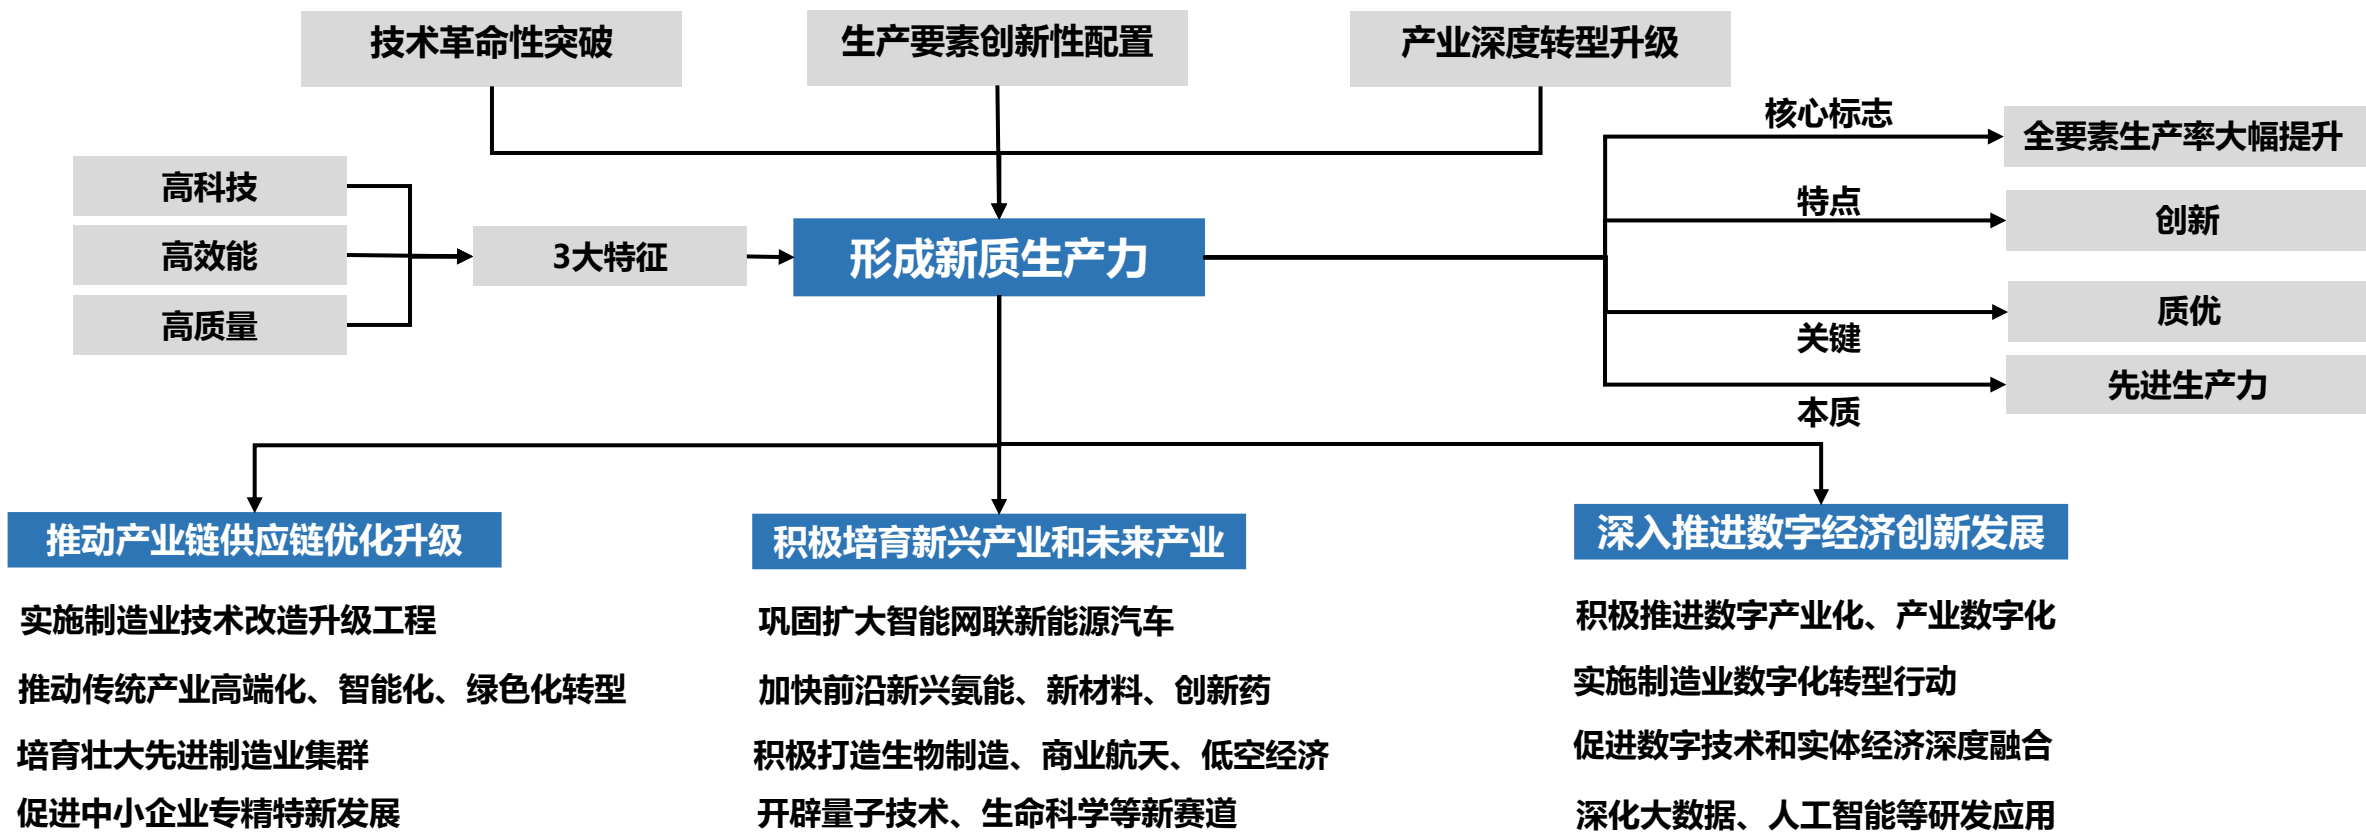 技术革命性突破
生产要素创新性配置
产业深度转型升级
核心标志
全要素生产率大幅提升
高科技
特点
创新
高效能
3大特征
形成新质生产力
高质量
质优
关键
先进生产力
本质
推动产业链供应链优化升级
实施制造业技术改造升级工程
推动传统产业高端化、智能化、绿色化转型
培育壮大先进制造业集群
促进中小企业专精特新发展
积极培育新兴产业和未来产业
巩固扩大智能网联新能源汽车
加快前沿新兴氨能、新材料、创新药
积极打造生物制造、商业航天、低空经济
开辟量子技术、生命科学等新赛道
深入推进数字经济创新发展
积极推进数字产业化、产业数字化
实施制造业数字化转型行动
促进数字技术和实体经济深度融合
深化大数据、人工智能等研发应用